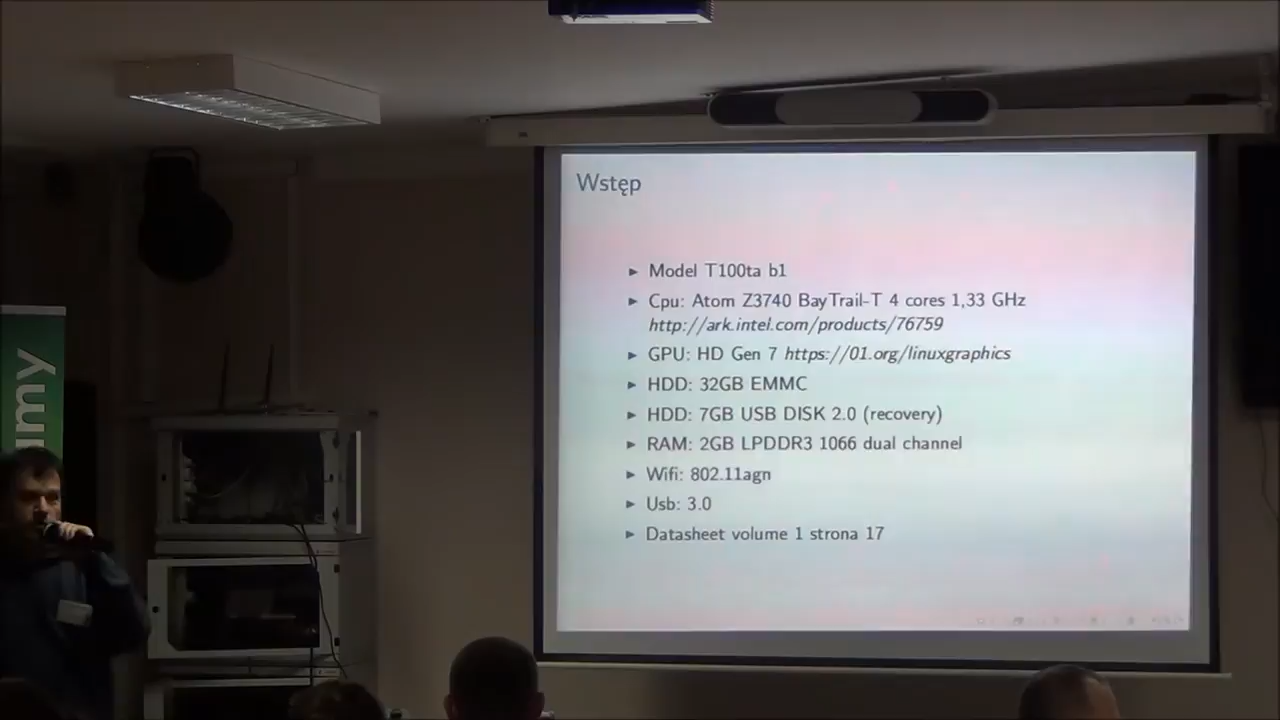 Wstęp
Model T100ta b1
Cpu: Atom Z3740 BayTrail-T 4 cores 1,33 GHz
http://ark.intel.com/products/76759
GPU: HD Gen 7 https://01.org/linuxgraphics
HDD: 32GB EMMC
HDD: 7GB USB DISK 2.0 (recovery)
RAM: 2GB LPDDR3 1066 dual channel
Wifi: 802.11agn
Usb: 3.0
Datasheet volume 1 strona 17